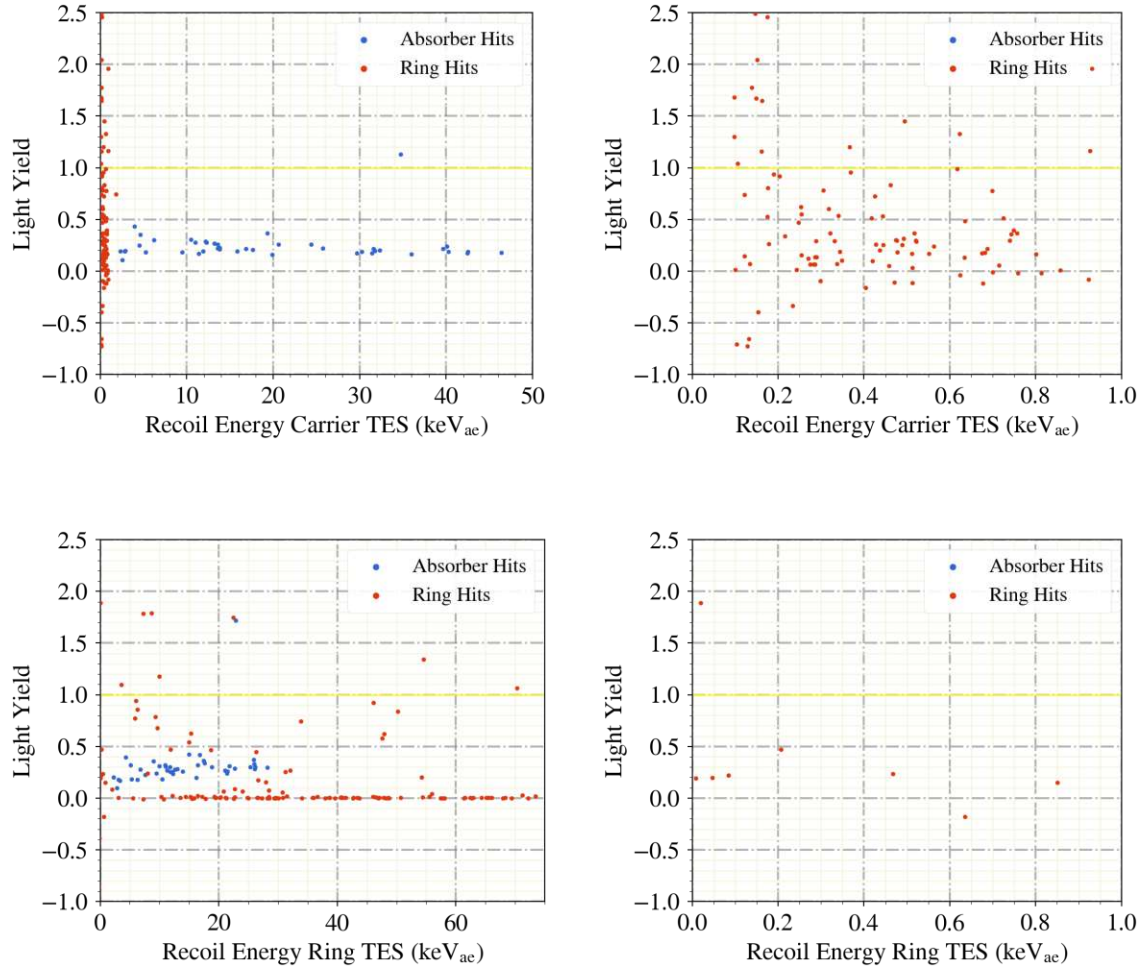 2.5
2.0
1.5
1.0
0.5
0.0
−0.5
−1.0
Light Yield
Absorber Hits
Ring Hits
0 10 20 30 40 50
Recoil Energy Carrier TES (keVae)
2.5
2.0
1.5
1.0
0.5
0.0
−0.5
−1.0
Light Yield
Absorber Hits
Ring Hits
0.0 0.2 0.4 0.6 0.8 1.0
Recoil Energy Carrier TES (keVae)
2.5
2.0
1.5
1.0
0.5
0.0
−0.5
−1.0
Light Yield
Absorber Hits
Ring Hits
0 20 40 60
Recoil Energy Ring TES (keVae)
2.5
2.0
1.5
1.0
0.5
0.0
−0.5
−1.0
Light Yield
Absorber Hits
Ring Hits
0.0 0.2 0.4 0.6 0.8 1.0
Recoil Energy Ring TES (keVae)